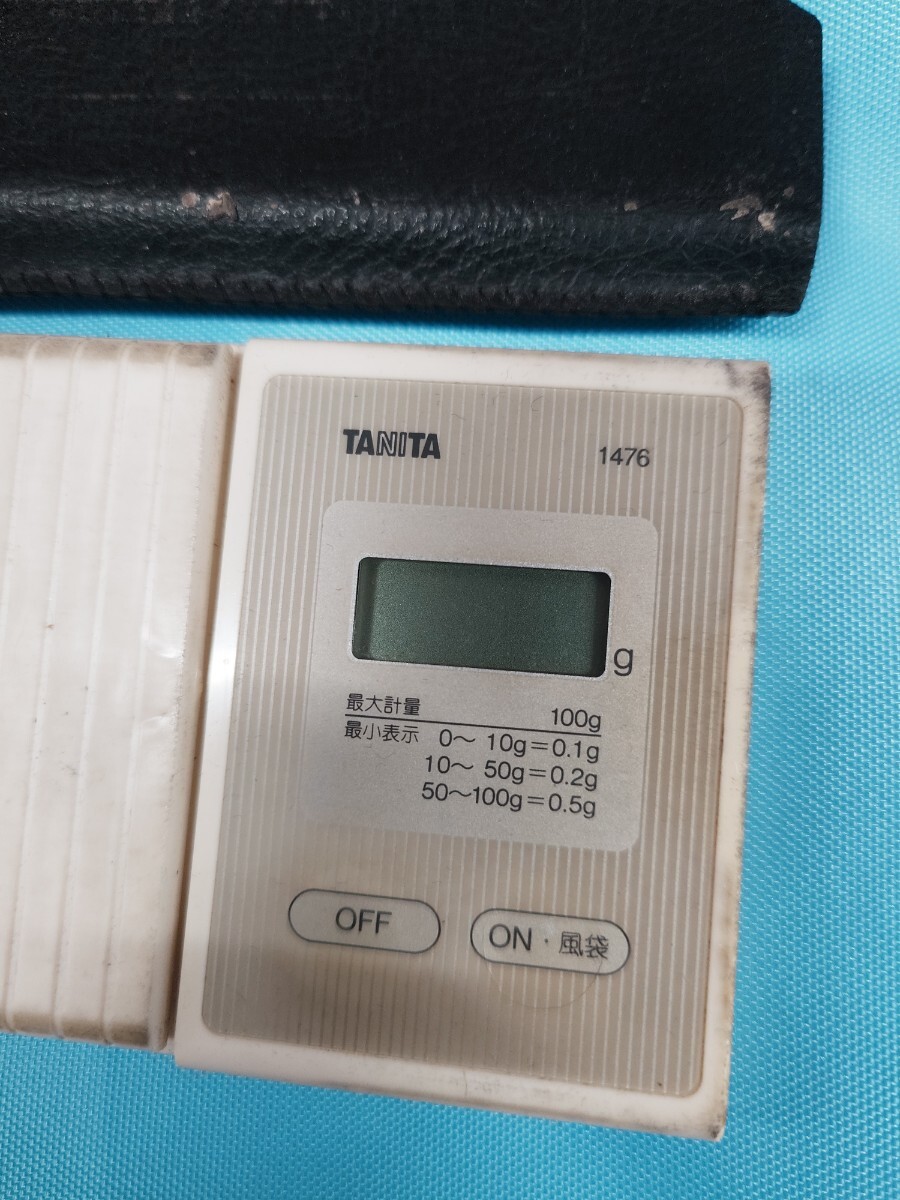 TANITA 1476
g
最大計量 100g
最小表示 0〜 10g=0.1g
10〜 50g=0.2g
50〜100g=0.5g
OFF ON・風袋